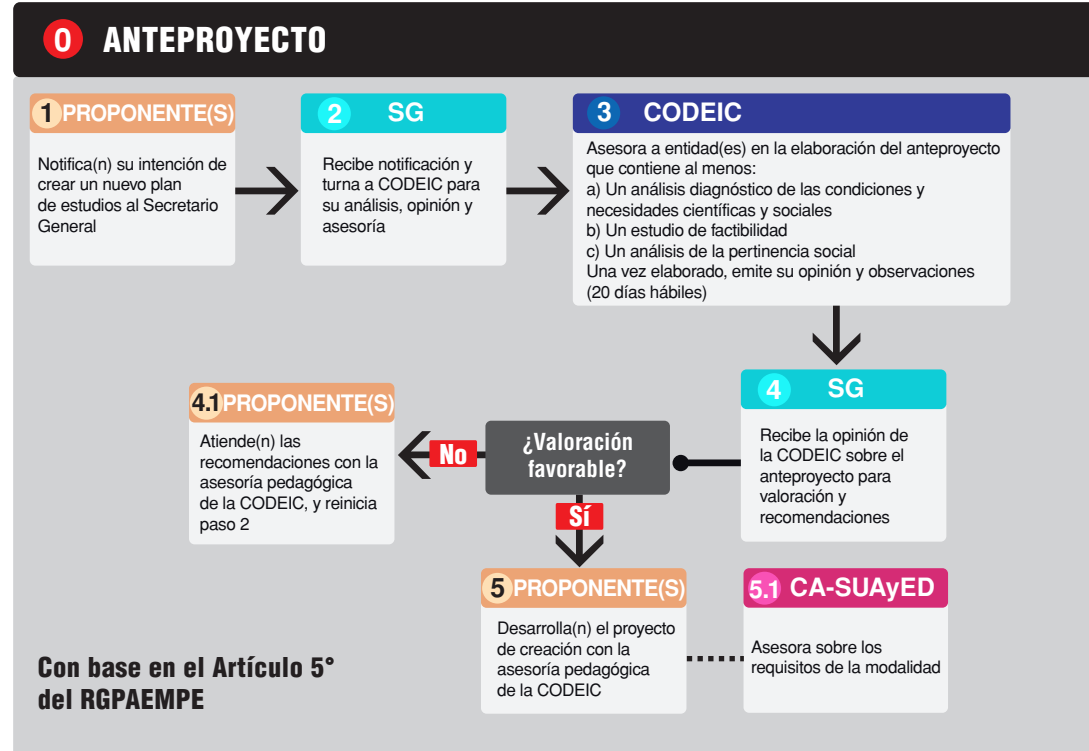 0 ANTEPROYECTO
1 PROPONENTE(S)
Notifica(n) su intención de
crear un nuevo plan
de estudios al Secretario
General
2 SG
Recibe notificación y
turna a CODEIC para
su análisis, opinión y
asesoría
3 CODEIC
Asesora a entidad(es) en la elaboración del anteproyecto
que contiene al menos:
a) Un análisis diagnóstico de las condiciones y
necesidades científicas y sociales
b) Un estudio de factibilidad
c) Un análisis de la pertinencia social
Una vez elaborado, emite su opinión y observaciones
(20 días hábiles)
4 SG
Recibe la opinión de
la CODEIC sobre el
anteproyecto para
valoración y
recomendaciones
¿Valoración
favorable?
No
4.1 PROPONENTE(S)
Atiende(n) las
recomendaciones con la
asesoría pedagógica
de la CODEIC, y reinicia
paso 2
Sí
5 PROPONENTE(S)
Desarrolla(n) el proyecto
de creación con la
asesoría pedagógica
de la CODEIC
5.1 CA-SUAyED
Asesora sobre los
requisitos de la modalidad
Con base en el Artículo 5°
del RGPAEMPE